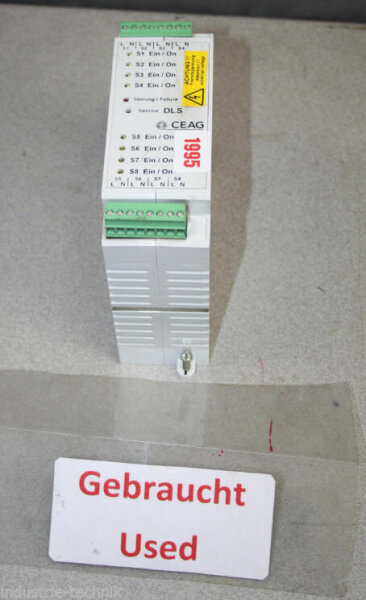 L N L N L N L N
S1 S2 S3 S4
S1 Ein / On
S2 Ein / On
S3 Ein / On
S4 Ein / On
Störung / Failure
Service DLS
CEAG
ACHTUNG
1995
S5 Ein / On
S6 Ein / On
S7 Ein / On
S8 Ein / On
S5 S6 S7 S8
L N L N L N L N
Gebraucht
Used
industrie-technik